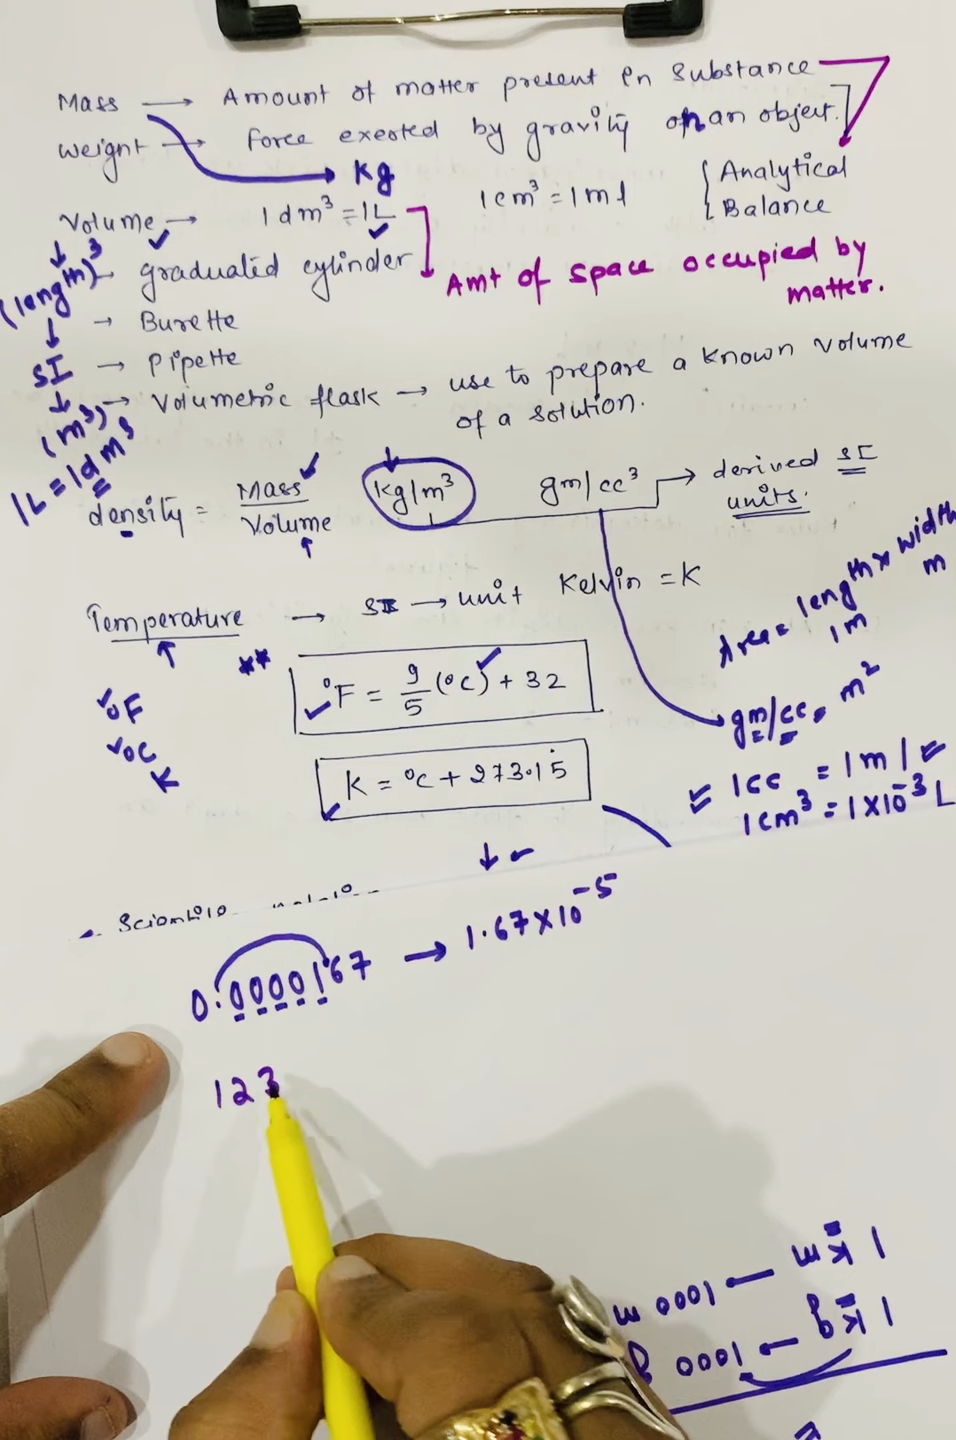 Mass → Amount of matter present in substance
weight → force exerted by gravity on an object.
Kg
Analytical
Balance
Volume → 1dm³ = 1L
1cm³ = 1ml
(length)³
→ graduated cylinder
Amt of space occupied by
matter.
→ Burette
SI
→ Pipette
(m³)
→ Volumetric flask → use to prepare a known volume
of a solution.
1L = 1dm³
density = Mass
Volume
kg/m³
gm/cc³ → derived SI
units.
Area = length × width
1m m
m²
Temperature → SI → unit Kelvin = K
**
°F = 9/5 (°C) + 32
°F
°C
K
gm/cc
K = °C + 273.15
1cc = 1ml
1cm³ = 1×10⁻³ L
0.0000167 → 1.67×10⁻⁵
123
1 km → 1000 m
1 kg → 1000 g